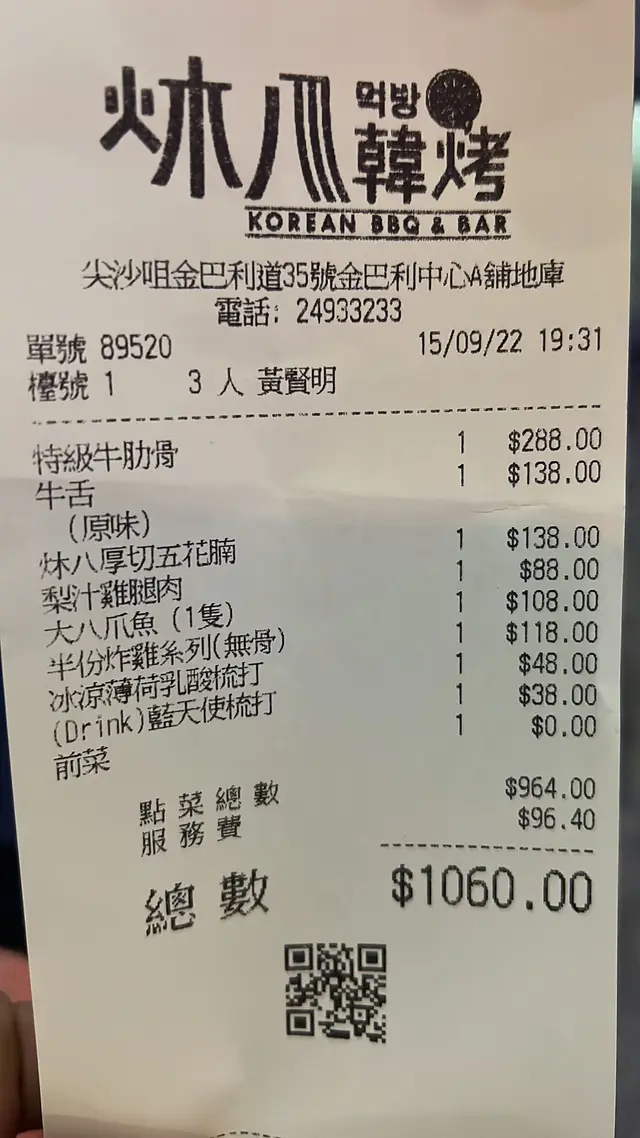 炑八 먹방 韓烤
KOREAN BBQ & BAR
尖沙咀金巴利道35號金巴利中心A舖地庫
電話: 24933233
單號 89520 15/09/22 19:31
檯號 1 3 人 黃賢明
特級牛肋骨 1 $288.00
牛舌 1 $138.00
(原味)
炑八厚切五花腩 1 $138.00
梨汁雞腿肉 1 $88.00
大八爪魚 (1隻) 1 $108.00
半份炸雞系列(無骨) 1 $118.00
冰涼薄荷乳酸梳打 1 $48.00
(Drink)藍天使梳打 1 $38.00
前菜 1 $0.00
點菜總數 $964.00
服務費 $96.40
總數 $1060.00